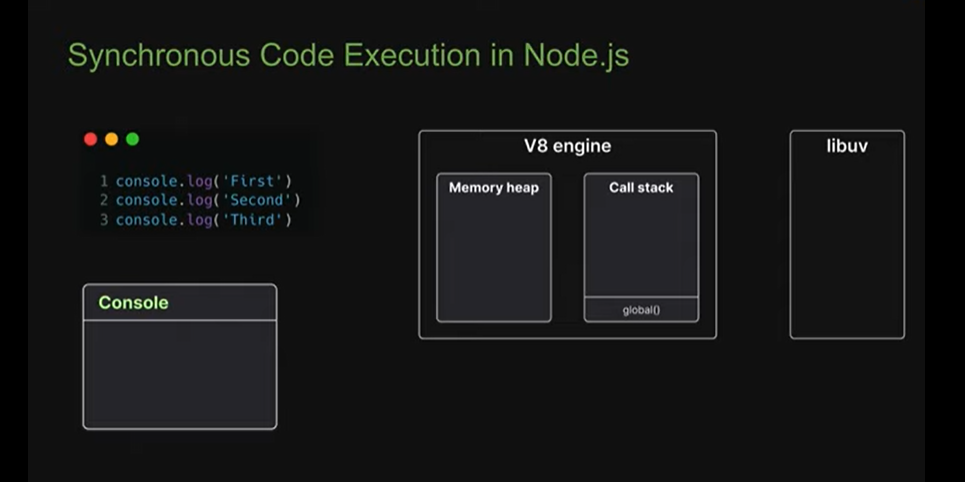 Synchronous Code Execution in Node.js
1 console.log('First')
2 console.log('Second')
3 console.log('Third')
Console
V8 engine
Memory heap
Call stack
global()
libuv